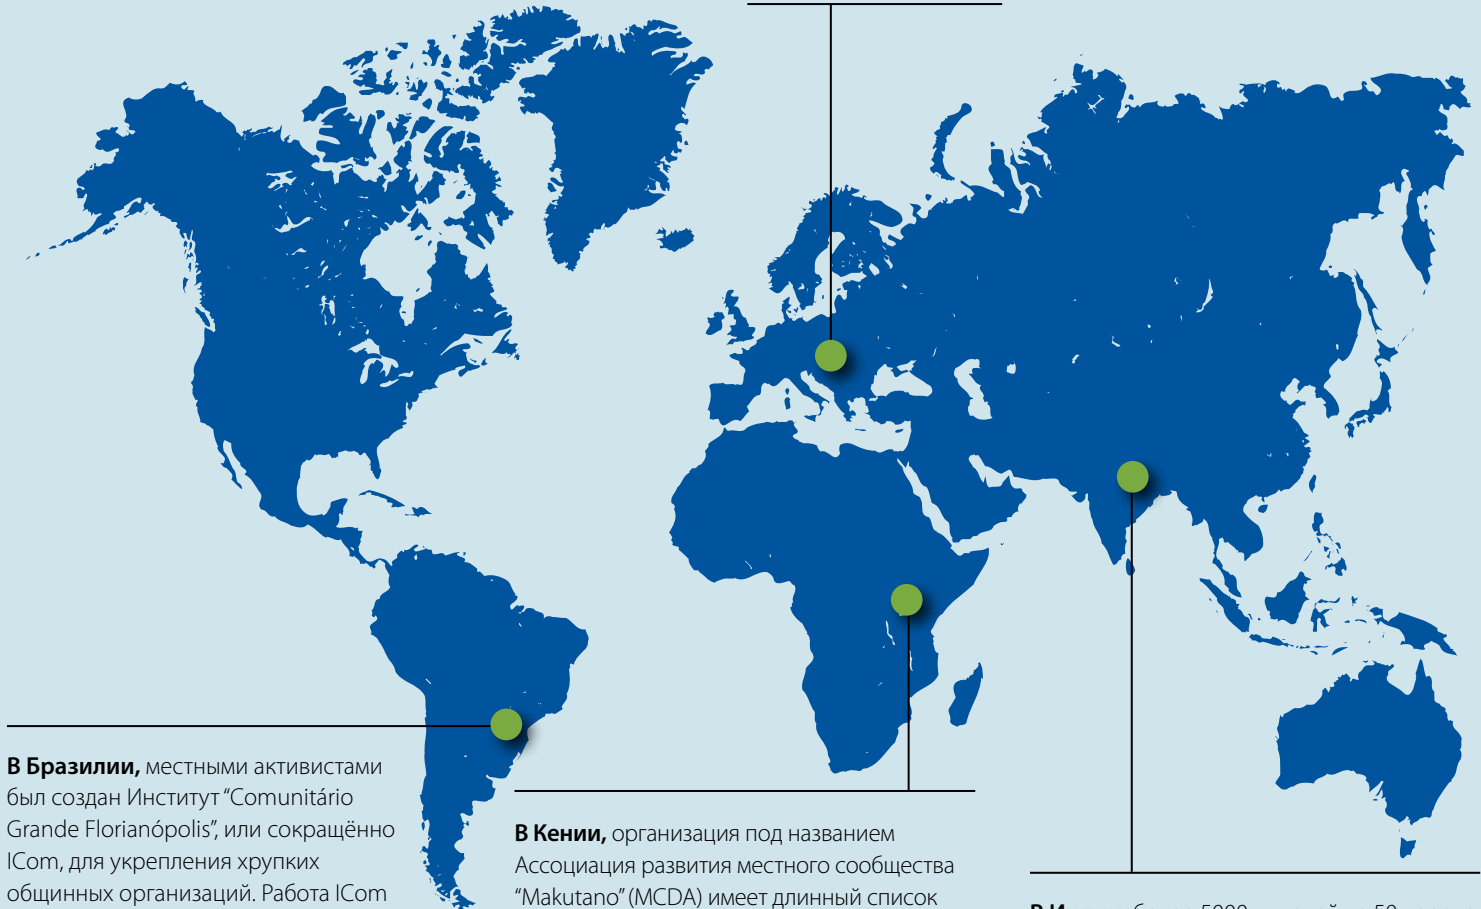 В Бразилии, местными активистами
был создан Институт “Comunitário
Grande Florianópolis”, или сокращённо
ICom, для укрепления хрупких
общинных организаций. Работа ICom
В Кении, организация под названием
Ассоциация развития местного сообщества
“Makutano” (MCDA) имеет длинный список